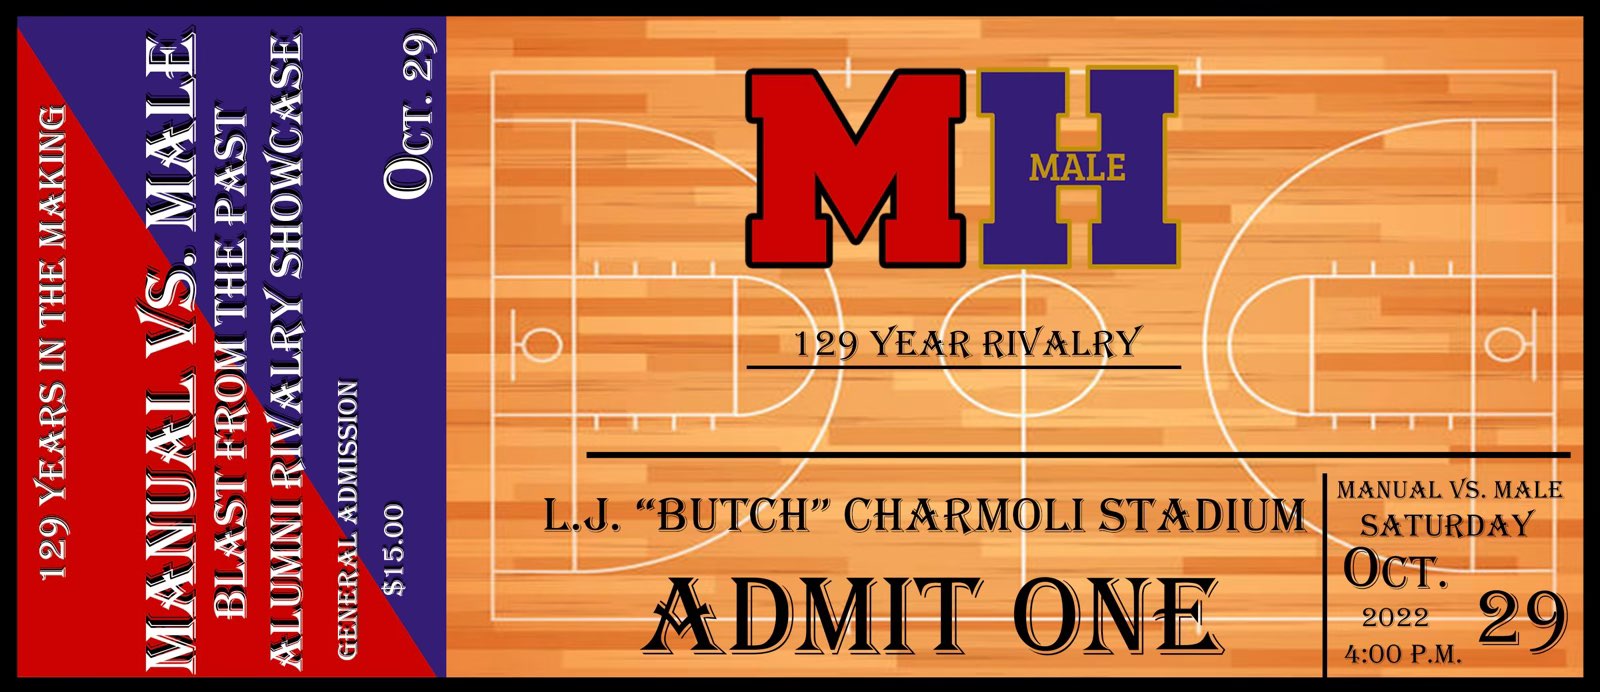 129 YEARS IN THE MAKING
MANUAL VS. MALE
BLAST FROM THE PAST
ALUMNI RIVALRY SHOWCASE
GENERAL ADMISSION
$15.00
OCT. 29
M H
MALE
129 YEAR RIVALRY
L.J. “BUTCH” CHARMOLI STADIUM
ADMIT ONE
MANUAL VS. MALE
SATURDAY
OCT.
29
2022
4:00 P.M.